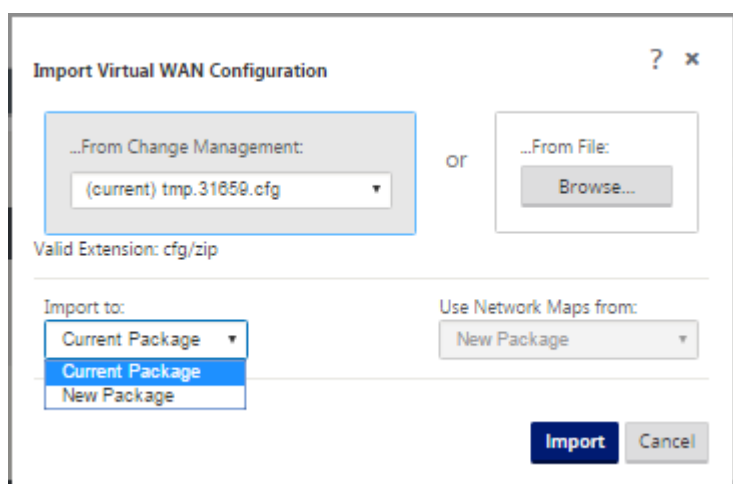 Import Virtual WAN Configuration
? ×
...From Change Management:
(current) tmp.31659.cfg
or
...From File:
Browse...
Valid Extension: cfg/zip
Import to:
Current Package
Current Package
New Package
Use Network Maps from:
New Package
Import
Cancel